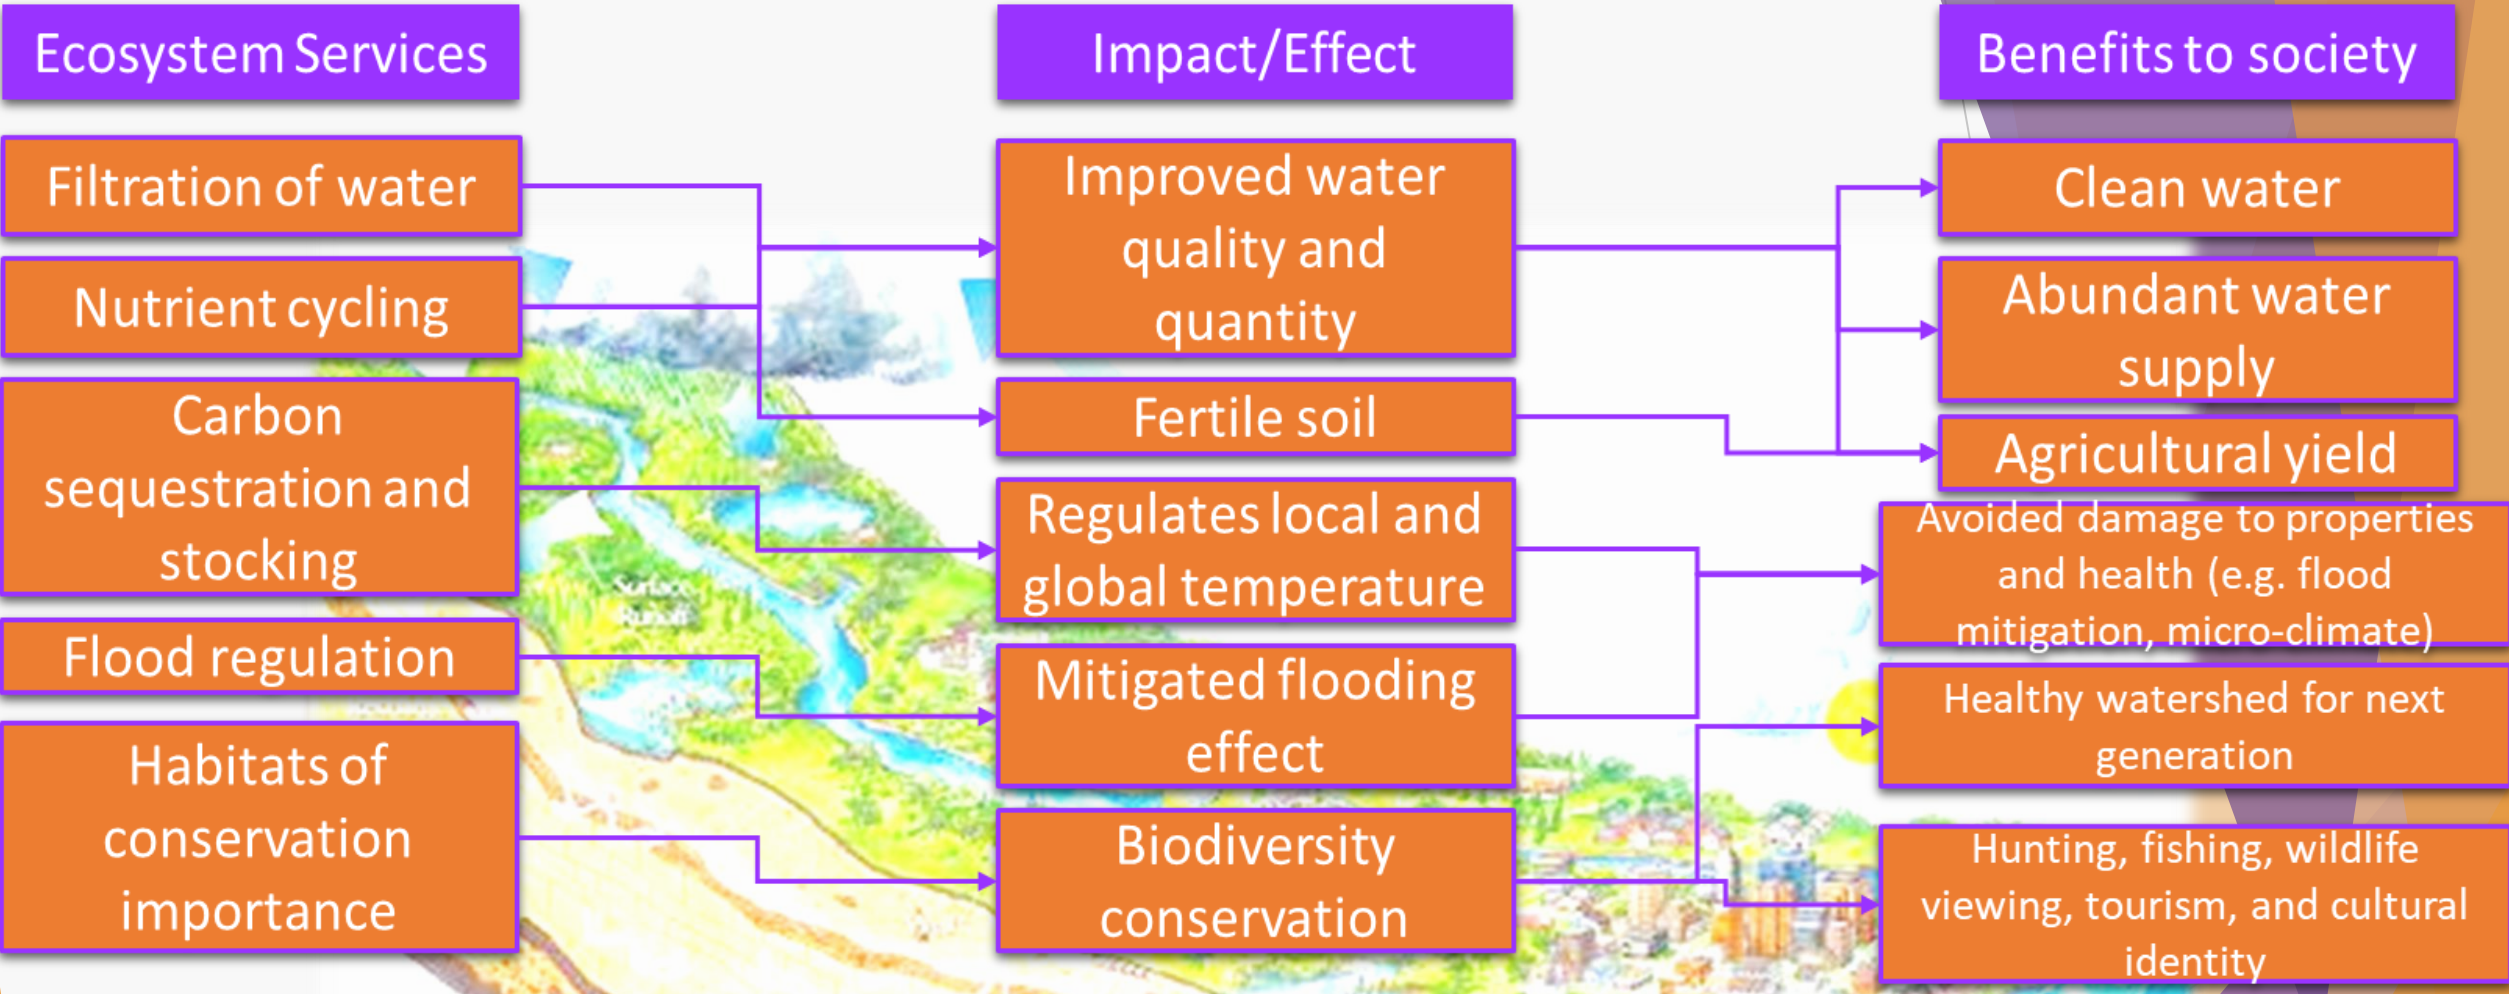 Ecosystem Services
Impact/Effect
Benefits to society
Filtration of water
Nutrient cycling
Carbon
sequestration and
stocking
Flood regulation
Habitats of
conservation
importance
Improved water
quality and
quantity
Fertile soil
Regulates local and
global temperature
Mitigated flooding
effect
Biodiversity
conservation
Clean water
Abundant water
supply
Agricultural yield
Avoided damage to properties
and health (e.g. flood
mitigation, micro-climate)
Healthy watershed for next
generation
Hunting, fishing, wildlife
viewing, tourism, and cultural
identity
Surface
Runoff